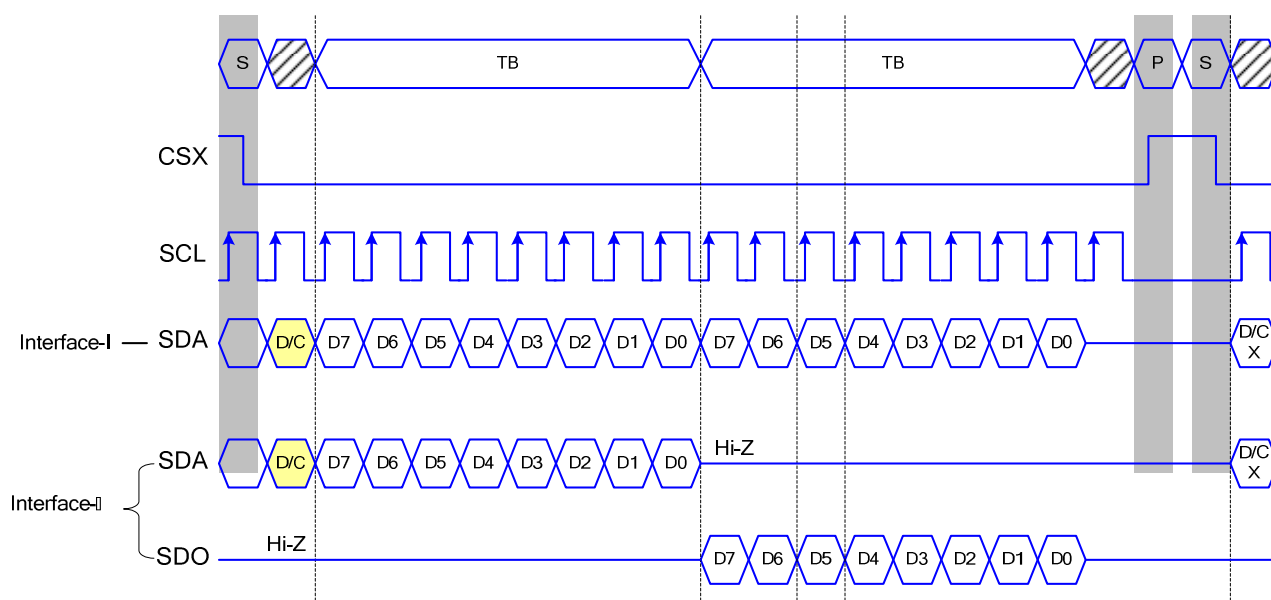 S TB TB P S
CSX
SCL
Interface-I SDA D/C D7 D6 D5 D4 D3 D2 D1 D0 D7 D6 D5 D4 D3 D2 D1 D0 D/C
X
SDA D/C D7 D6 D5 D4 D3 D2 D1 D0 Hi-Z D/C
X
Interface-
Hi-Z
SDO D7 D6 D5 D4 D3 D2 D1 D0